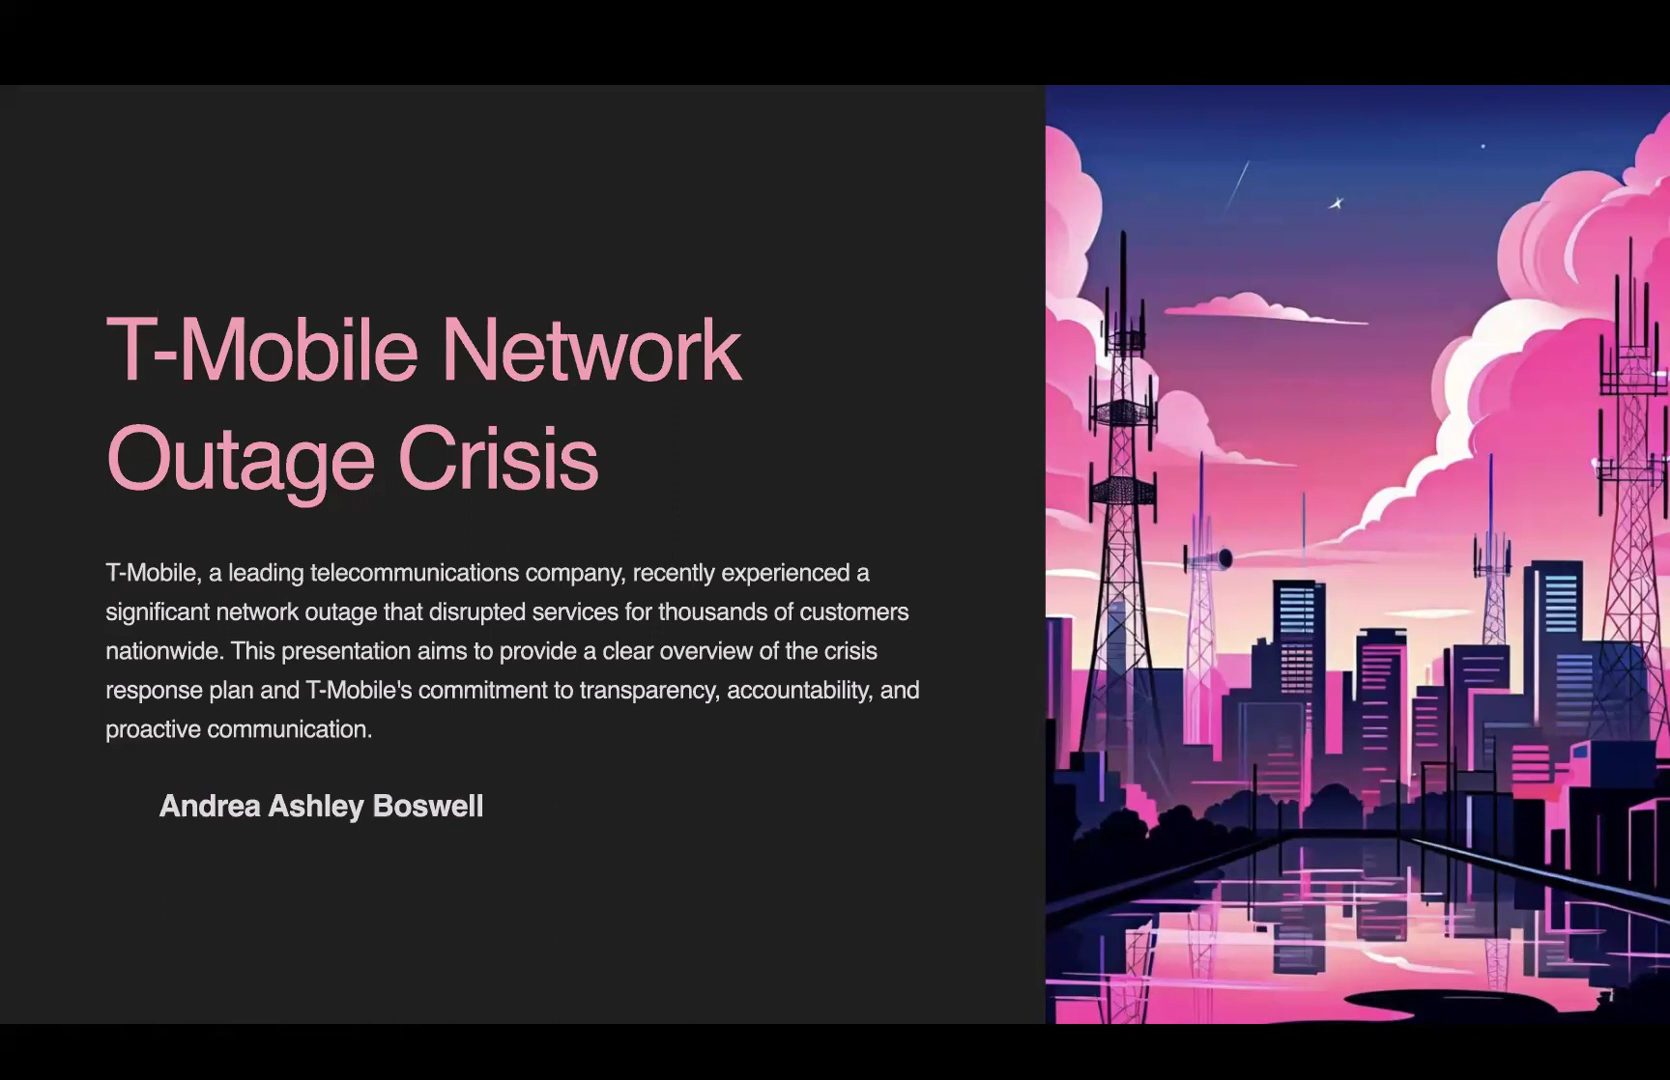 T-Mobile Network
Outage Crisis
T-Mobile, a leading telecommunications company, recently experienced a
significant network outage that disrupted services for thousands of customers
nationwide. This presentation aims to provide a clear overview of the crisis
response plan and T-Mobile's commitment to transparency, accountability, and
proactive communication.
Andrea Ashley Boswell